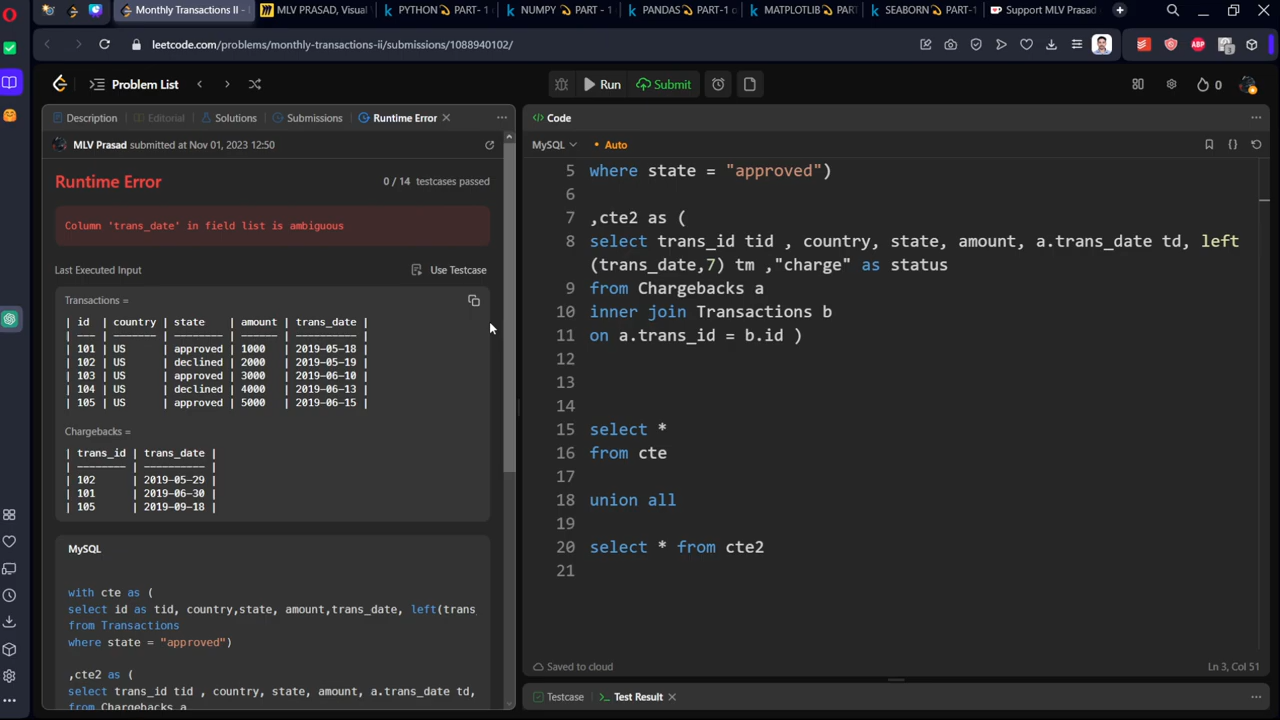 Monthly Transactions II -
MLV PRASAD, Visual
PYTHON PART- 1
NUMPY PART - 1
PANDAS PART-1
MATPLOTLIB PART
SEABORN PART-
Support MLV Prasad
leetcode.com/problems/monthly-transactions-ii/submissions/1088940102/
ABP
Problem List
Run
Submit
0
Description
Editorial
Solutions
Submissions
Runtime Error
Code
MLV Prasad submitted at Nov 01, 2023 12:50
MySQL
Auto
Runtime Error
0 / 14 testcases passed
Column 'trans_date' in field list is ambiguous
Last Executed Input
Use Testcase
Transactions =
| id | country | state | amount | trans_date |
| --- | ------- | -------- | ------ | ---------- |
| 101 | US | approved | 1000 | 2019-05-18 |
| 102 | US | declined | 2000 | 2019-05-19 |
| 103 | US | approved | 3000 | 2019-06-10 |
| 104 | US | declined | 4000 | 2019-06-13 |
| 105 | US | approved | 5000 | 2019-06-15 |
Chargebacks =
| trans_id | trans_date |
| -------- | ---------- |
| 102 | 2019-05-29 |
| 101 | 2019-06-30 |
| 105 | 2019-09-18 |
MySQL
with cte as (
select id as tid, country,state, amount,trans_date, left(trans_
from Transactions
where state = "approved")
,cte2 as (
select trans_id tid , country, state, amount, a.trans_date td,
from Chargebacks a
5 where state = "approved")
6
7 ,cte2 as (
8 select trans_id tid , country, state, amount, a.trans_date td, left
(trans_date,7) tm ,"charge" as status
9 from Chargebacks a
10 inner join Transactions b
11 on a.trans_id = b.id )
12
13
14
15 select *
16 from cte
17
18 union all
19
20 select * from cte2
21
Saved to cloud
Ln 3, Col 51
Testcase
Test Result